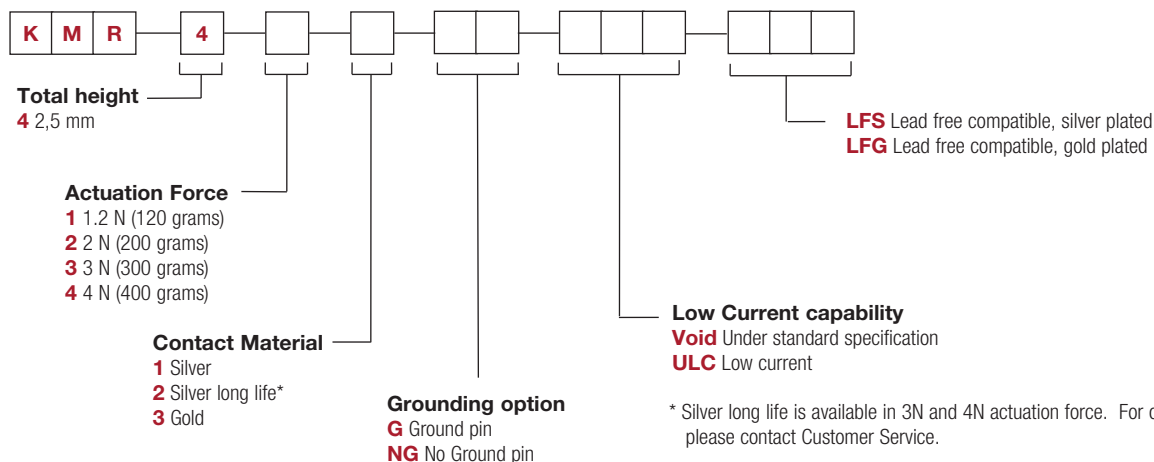 K M R 4
Total height
4 2,5 mm
LFS Lead free compatible, silver plated
LFG Lead free compatible, gold plated
Actuation Force
1 1.2 N (120 grams)
2 2 N (200 grams)
3 3 N (300 grams)
4 4 N (400 grams)
Low Current capability
Void Under standard specification
ULC Low current
Contact Material
1 Silver
2 Silver long life*
3 Gold
Grounding option
G Ground pin
NG No Ground pin
* Silver long life is available in 3N and 4N actuation force. For
please contact Customer Service.